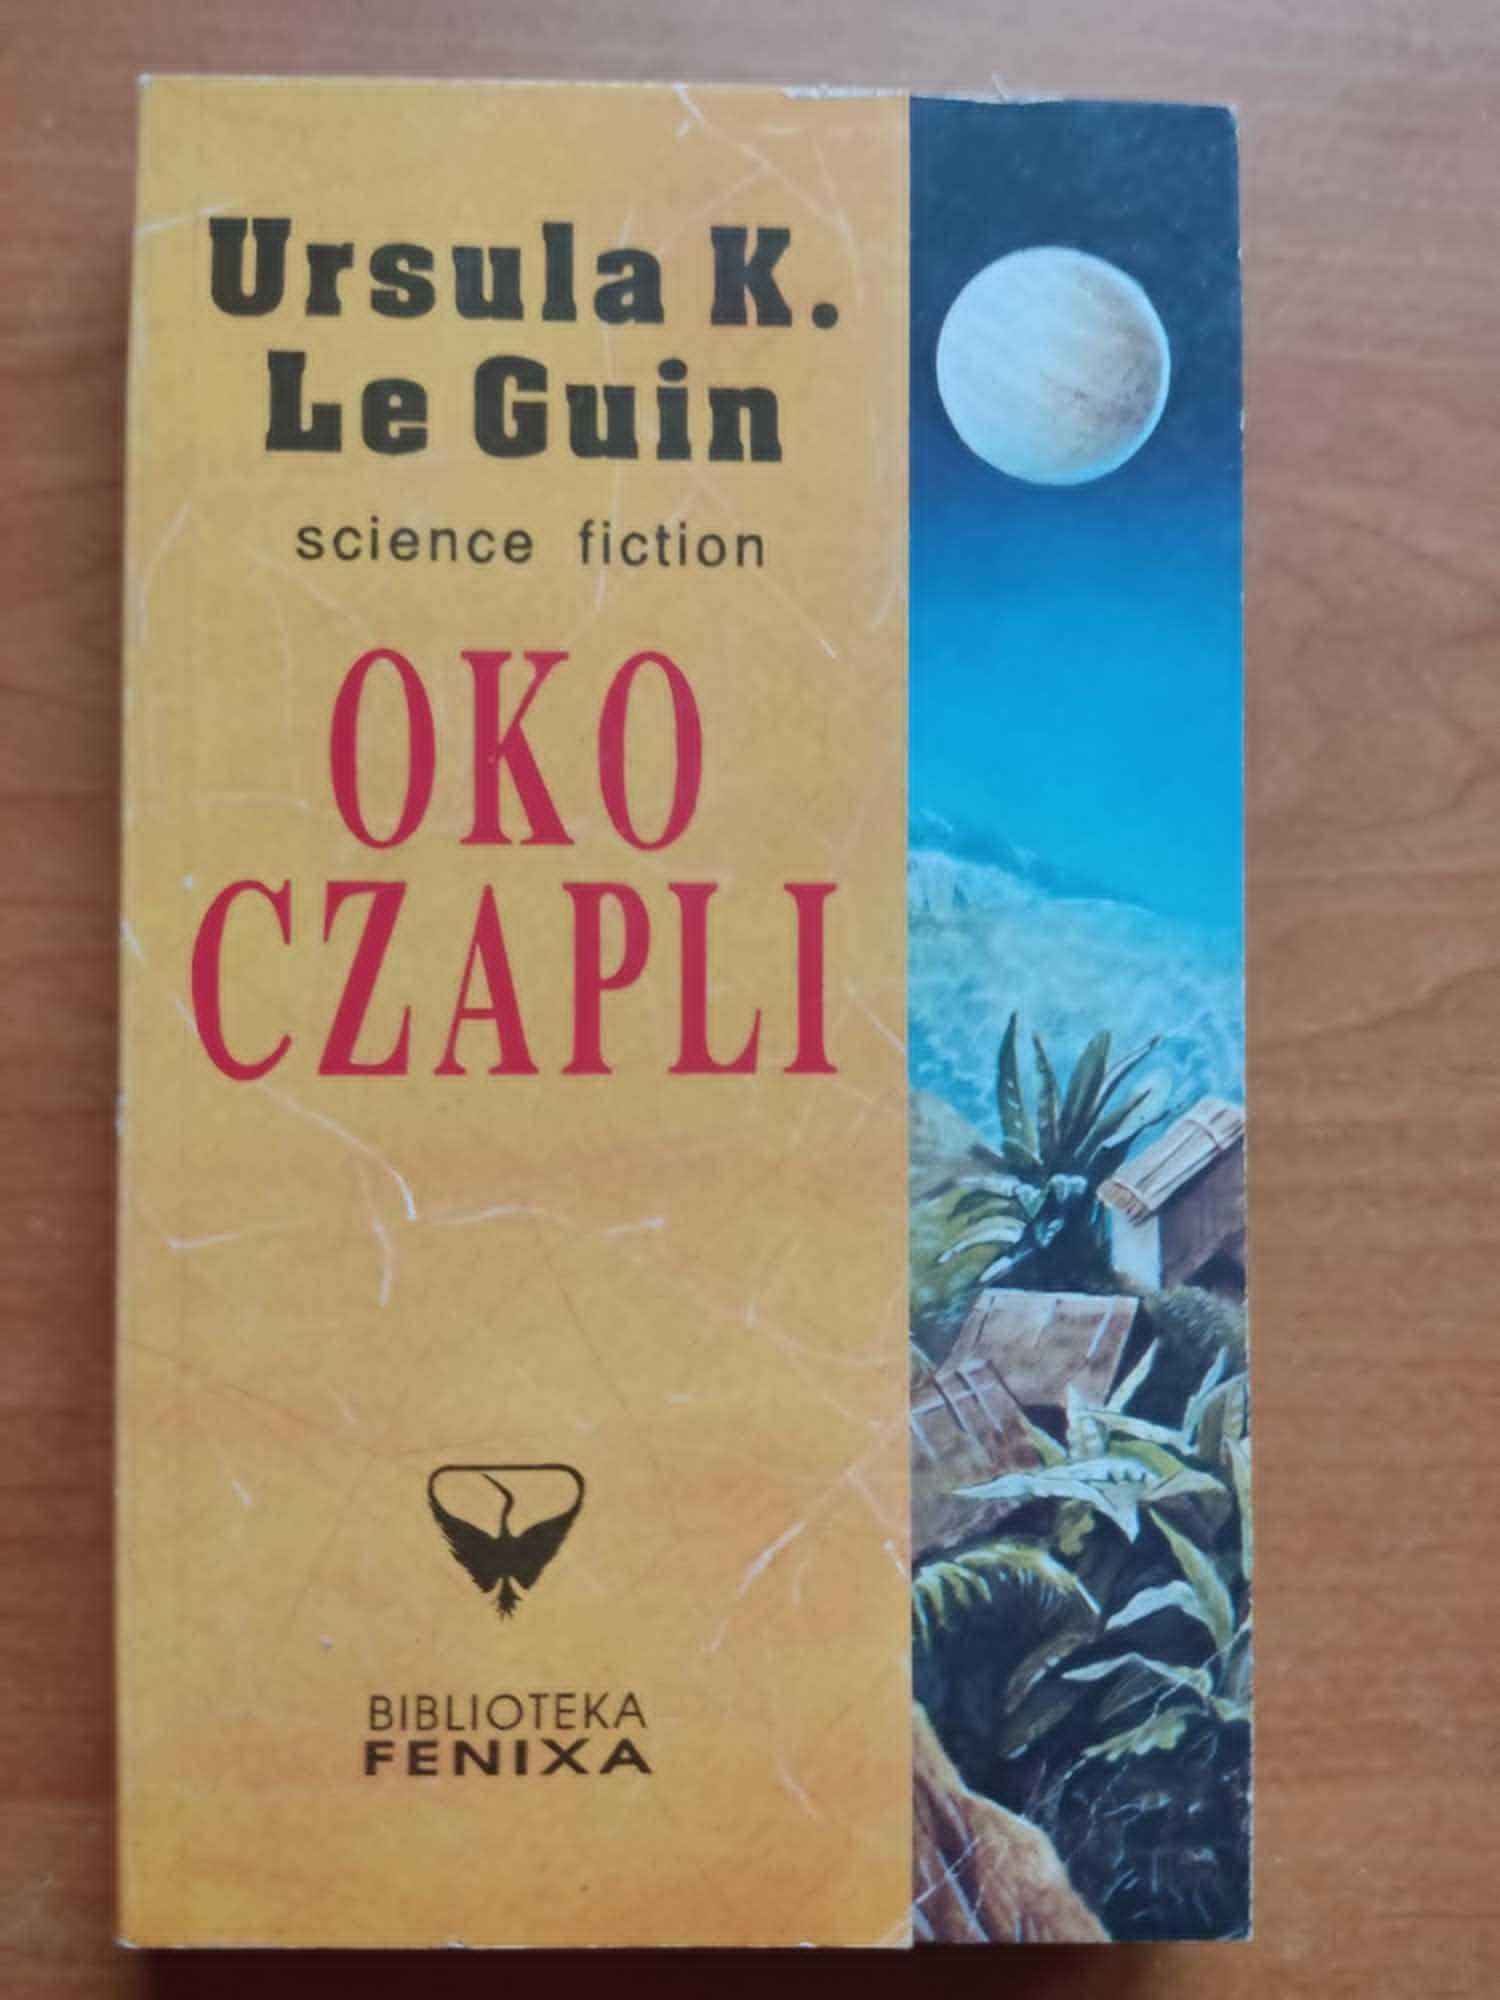 Ursula K.
Le Guin
science fiction
OKO
CZAPLI
BIBLIOTEKA
FENIXA